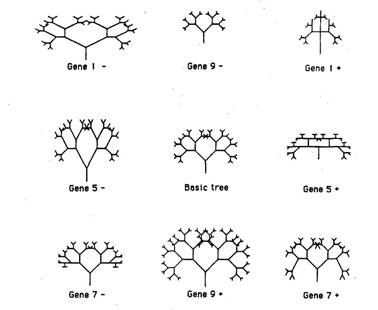 Gene 1 -
Gene 9 -
Gene 1 +
Gene 5 -
Basic tree
Gene 5 +
Gene 7 -
Gene 9 +
Gene 7 +